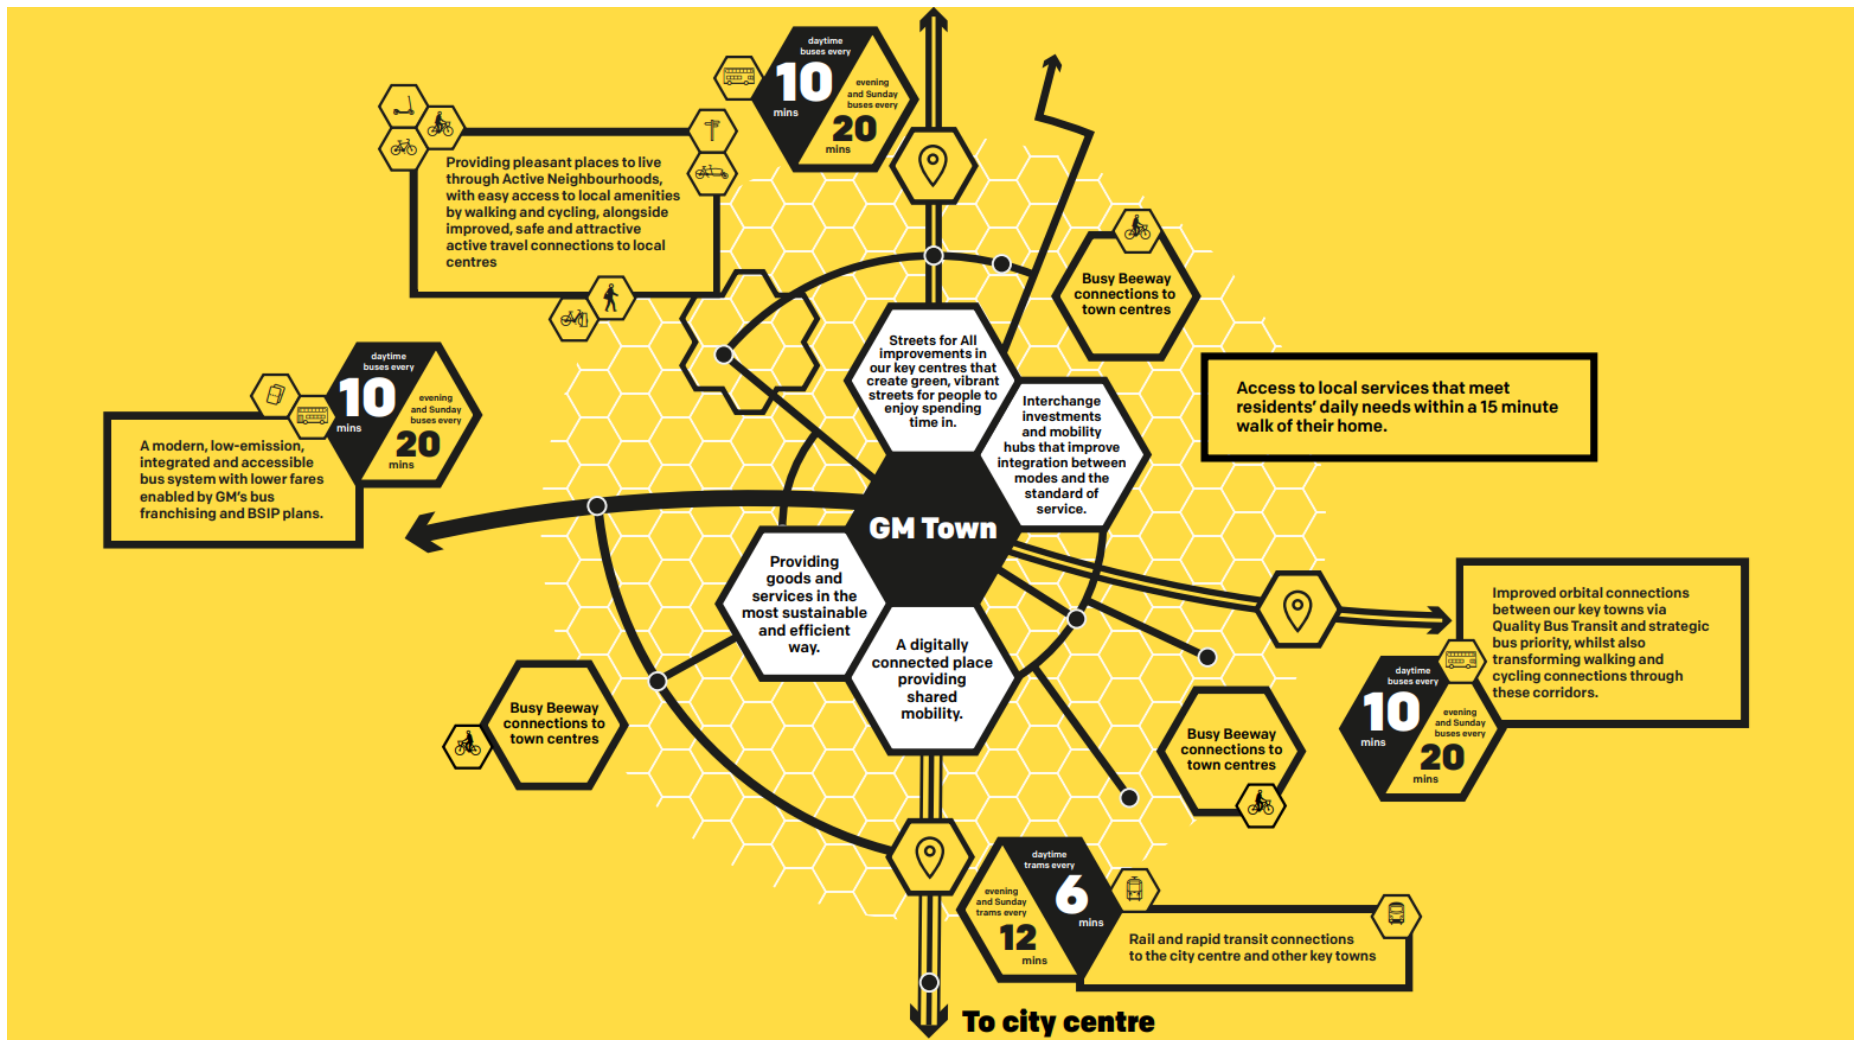 daytime
buses every
10
mins
evening
and Sunday
buses every
20
mins
Providing pleasant places to live
through Active Neighbourhoods,
with easy access to local amenities
by walking and cycling, alongside
improved, safe and attractive
active travel connections to local
centres
Busy Beeway
connections to
town centres
Streets for All
improvements in
our key centres that
create green, vibrant
streets for people to
enjoy spending
time in.
Interchange
investments
and mobility
hubs that improve
integration between
modes and the
standard of
service.
Access to local services that meet
residents' daily needs within a 15 minute
walk of their home.
daytime
buses every
10
mins
evening
and Sunday
buses every
20
mins
A modern, low-emission,
integrated and accessible
bus system with lower fares
enabled by GM's bus
franchising and BSIP plans.
GM Town
Providing
goods and
services in the
most sustainable
and efficient
way.
A digitally
connected place
providing
shared
mobility.
Improved orbital connections
between our key towns via
Quality Bus Transit and strategic
bus priority, whilst also
transforming walking and
cycling connections through
these corridors.
daytime
buses every
10
mins
evening
and Sunday
buses every
20
mins
Busy Beeway
connections to
town centres
Busy Beeway
connections to
town centres
daytime
trams every
6
mins
evening
and Sunday
trams every
12
mins
Rail and rapid transit connections
to the city centre and other key towns
To city centre